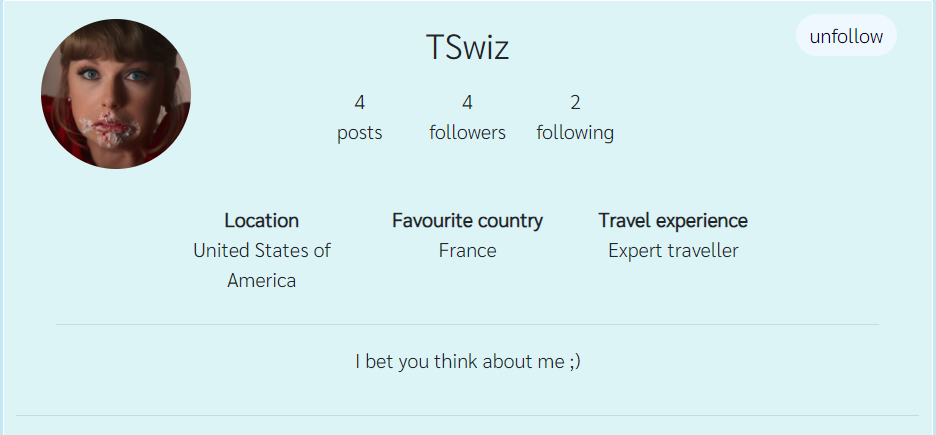 TSwiz
unfollow
4
posts
4
followers
2
following
Location
United States of
America
Favourite country
France
Travel experience
Expert traveller
I bet you think about me ;)